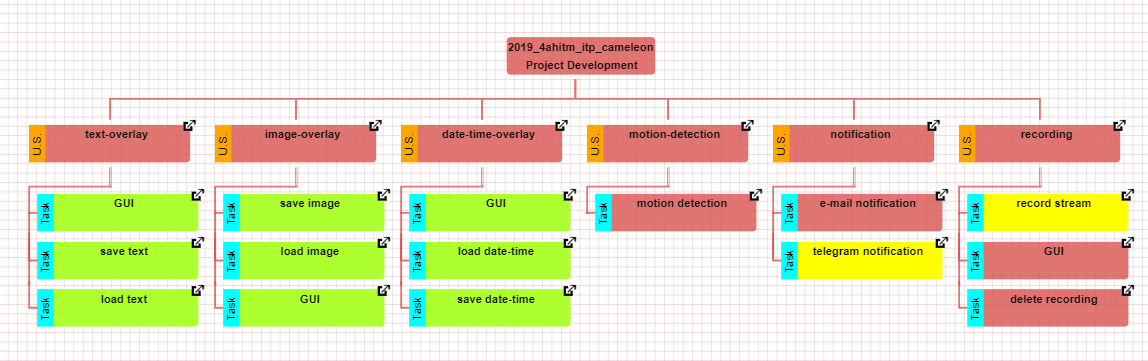 2019_4ahitm_itp_cameleon
Project Development
U.S.
text-overlay
U.S.
image-overlay
U.S.
date-time-overlay
U.S.
motion-detection
U.S.
notification
U.S.
recording
Task
GUI
Task
save image
Task
GUI
Task
motion detection
Task
e-mail notification
Task
record stream
Task
save text
Task
load image
Task
load date-time
Task
telegram notification
Task
GUI
Task
load text
Task
GUI
Task
save date-time
Task
delete recording